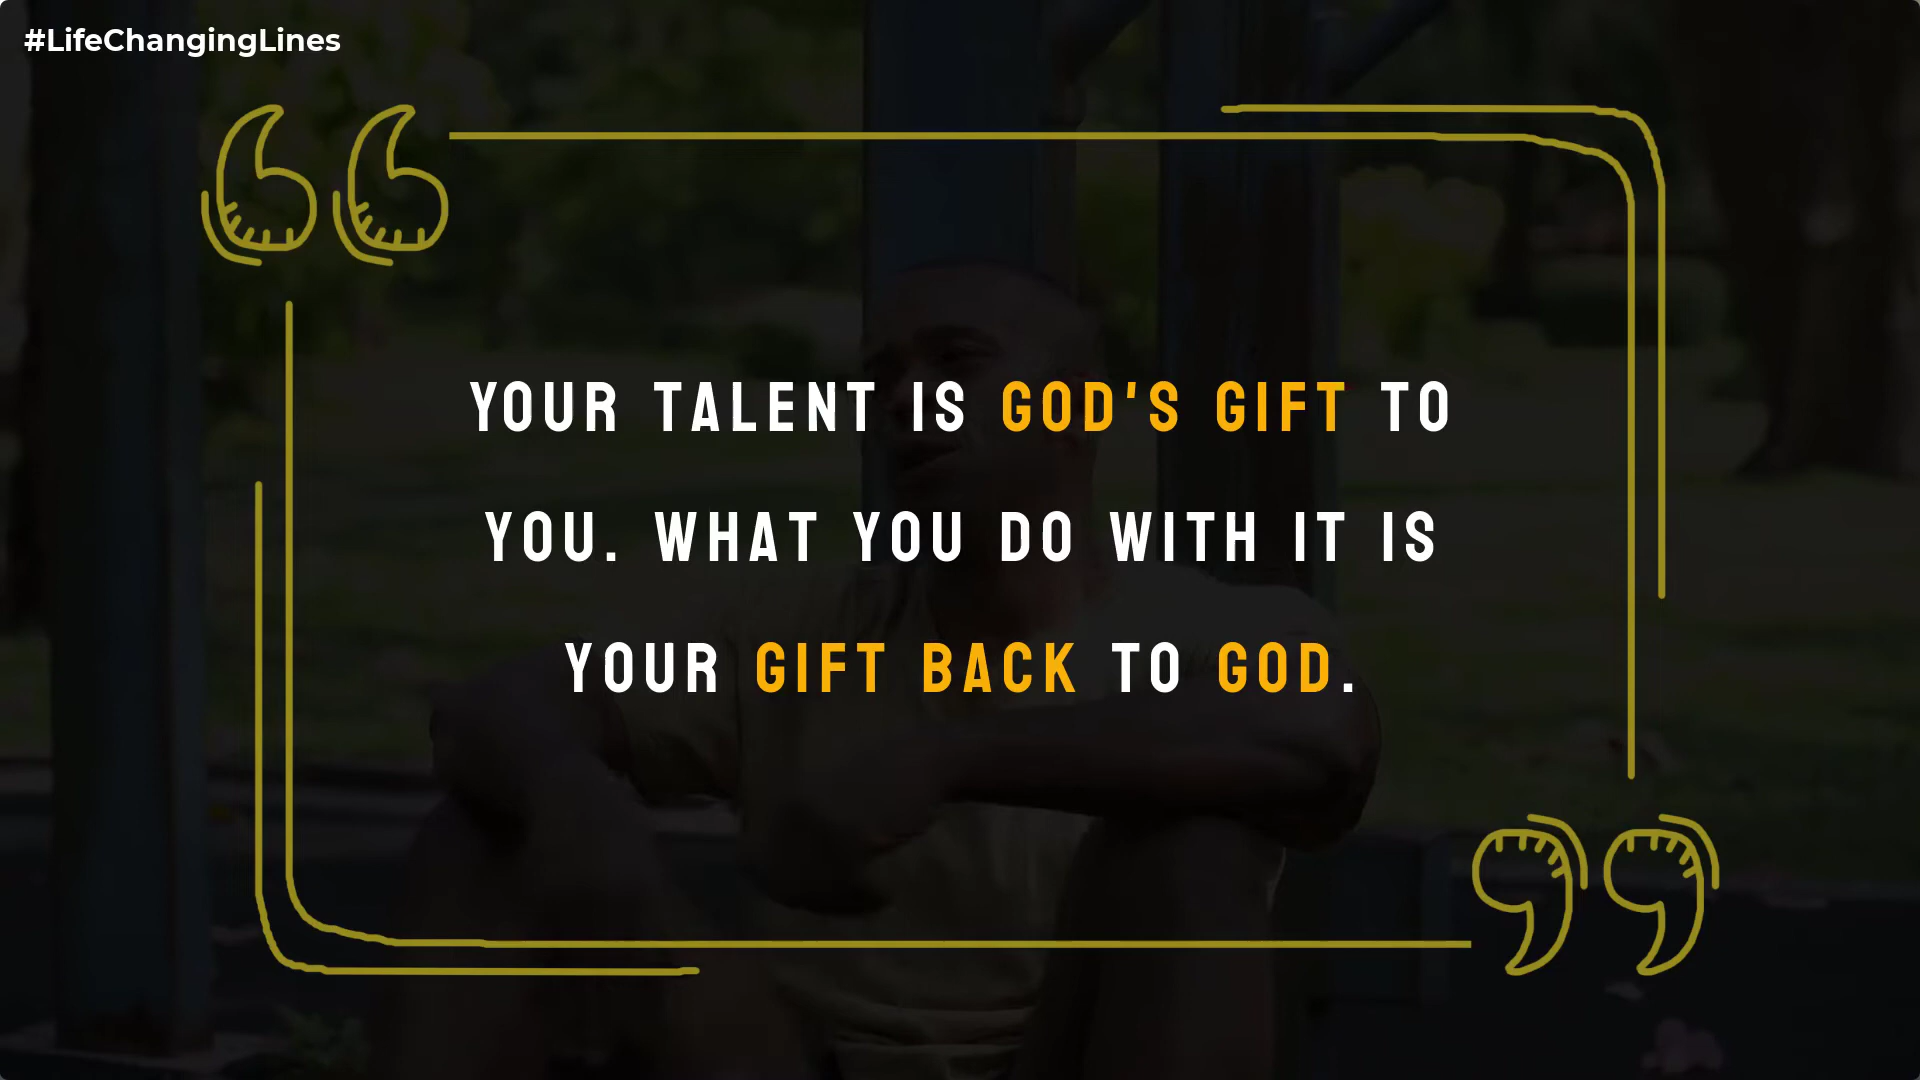 #LifeChangingLines
YOUR TALENT IS GOD'S GIFT TO
YOU. WHAT YOU DO WITH IT IS
YOUR GIFT BACK TO GOD.